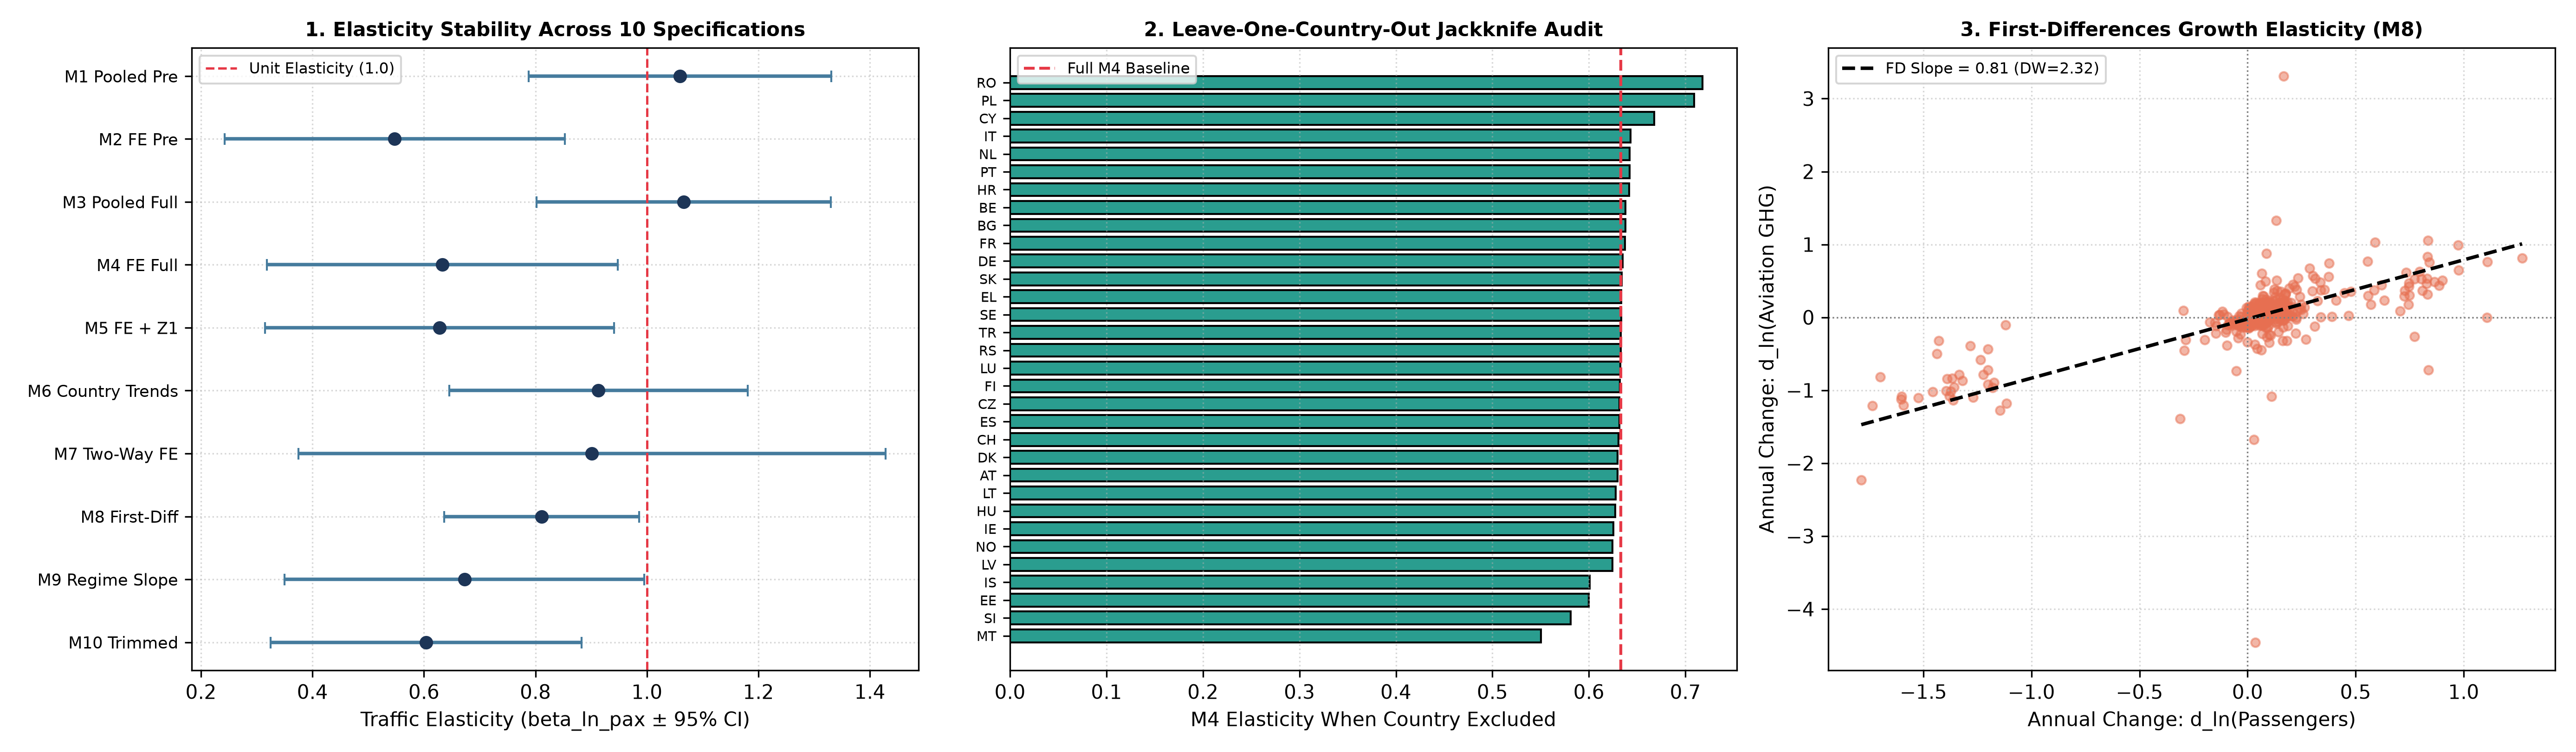 1. Elasticity Stability Across 10 Specifications
Unit Elasticity (1.0)
M1 Pooled Pre
M2 FE Pre
M3 Pooled Full
M4 FE Full
M5 FE + Z1
M6 Country Trends
M7 Two-Way FE
M8 First-Diff
M9 Regime Slope
M10 Trimmed
0.2 0.4 0.6 0.8 1.0 1.2 1.4
Traffic Elasticity (beta_ln_pax ± 95% CI)
2. Leave-One-Country-Out Jackknife Audit
Full M4 Baseline
RO
PL
CY
IT
NL
PT
HR
BE
BG
FR
DE
SK
EL
SE
TR
RS
LU
FI
CZ
ES
CH
DK
AT
LT
HU
IE
NO
LV
IS
EE
SI
MT
0.0 0.1 0.2 0.3 0.4 0.5 0.6 0.7
M4 Elasticity When Country Excluded
3. First-Differences Growth Elasticity (M8)
FD Slope = 0.81 (DW=2.32)
Annual Change: d_ln(Aviation GHG)
3
2
1
0
−1
−2
−3
−4
−1.5 −1.0 −0.5 0.0 0.5 1.0
Annual Change: d_ln(Passengers)